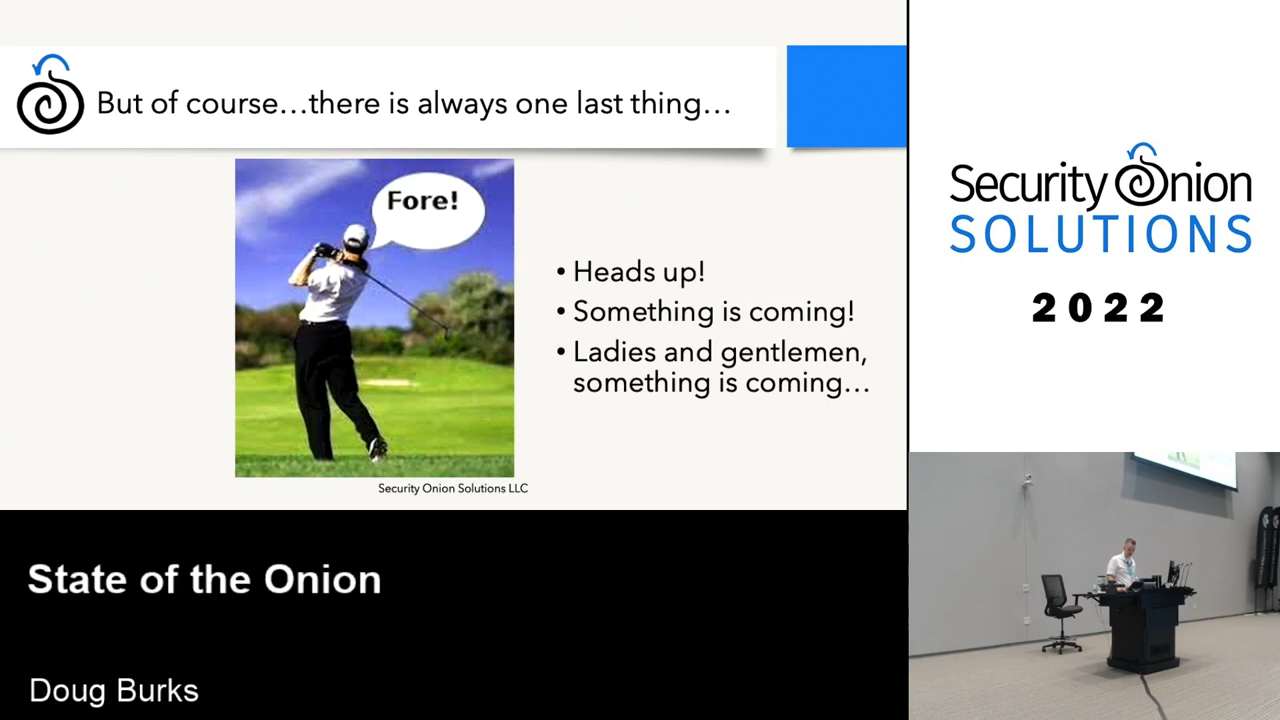 But of course…there is always one last thing…
Fore!
• Heads up!
• Something is coming!
• Ladies and gentlemen,
something is coming…
Security Onion Solutions LLC
Security Onion
SOLUTIONS
2022
State of the Onion
Doug Burks